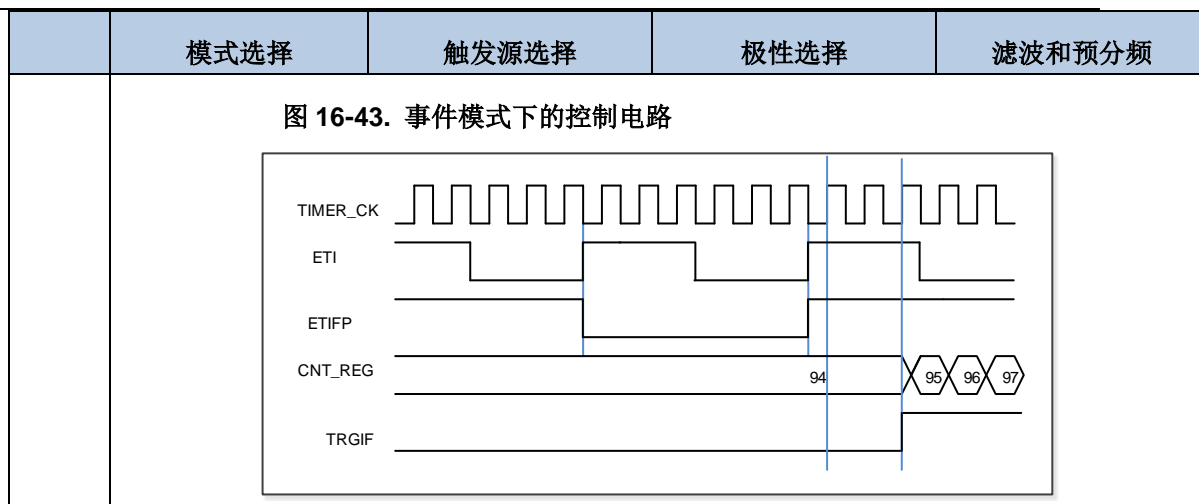 模式选择 触发源选择 极性选择 滤波和预分频
图 16-43. 事件模式下的控制电路
TIMER_CK
ETI
ETIFP
CNT_REG 94 95 96 97
TRGIF